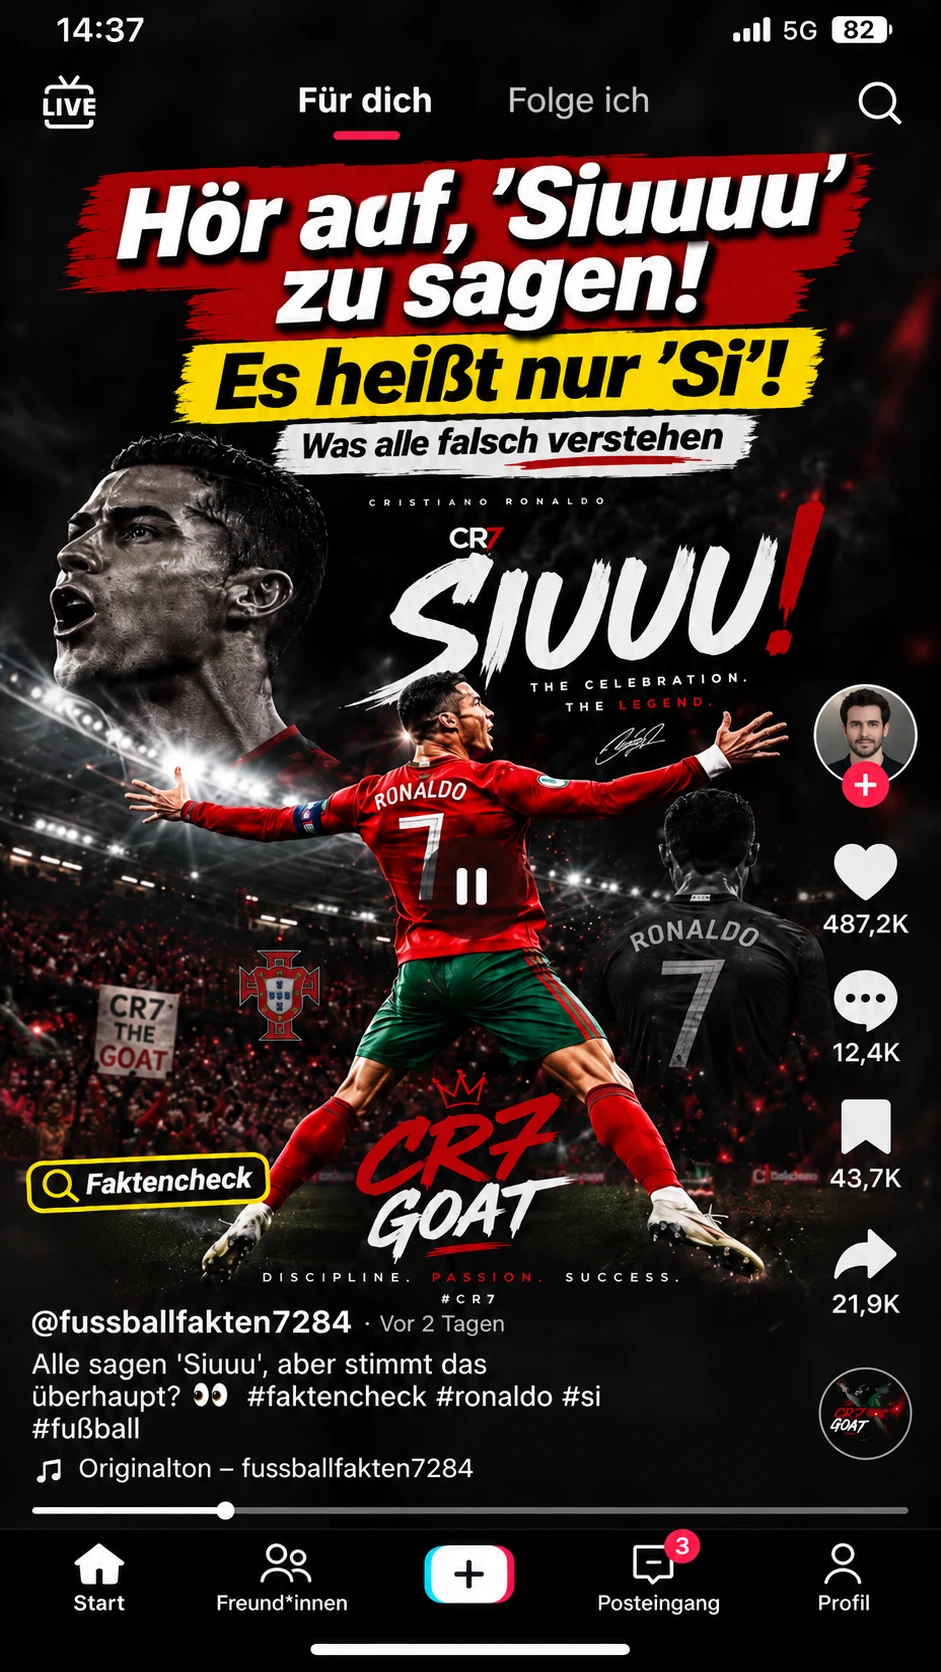 14:37
5G 82
LIVE
Für dich Folge ich
Hör auf, 'Siuuuu'
zu sagen!
Es heißt nur 'Si'!
Was alle falsch verstehen
CRISTIANO RONALDO
CR7
SIUUU!
THE CELEBRATION.
THE LEGEND.
RONALDO
7
RONALDO
7
487,2K
CR7
THE
GOAT
12,4K
CR7
GOAT
43,7K
Faktencheck
21,9K
DISCIPLINE. PASSION. SUCCESS.
#CR7
@fussballfakten7284 · Vor 2 Tagen
Alle sagen 'Siuuu', aber stimmt das
überhaupt? 👀 #faktencheck #ronaldo #si
#fußball
CR7
GOAT
Originalton – fussballfakten7284
3
Start Freund*innen Posteingang Profil